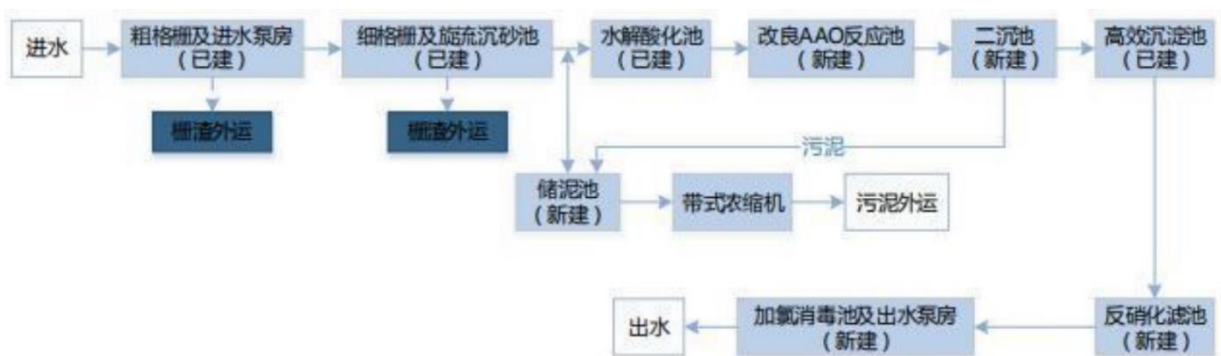 进水
粗格栅及进水泵房
（已建）
细格栅及旋流沉砂池
（已建）
水解酸化池
（已建）
改良AAO反应池
（新建）
二沉池
（新建）
高效沉淀池
（已建）
栅渣外运
栅渣外运
污泥
储泥池
（新建）
带式浓缩机
污泥外运
出水
加氯消毒池及出水泵房
（新建）
反硝化滤池
（新建）